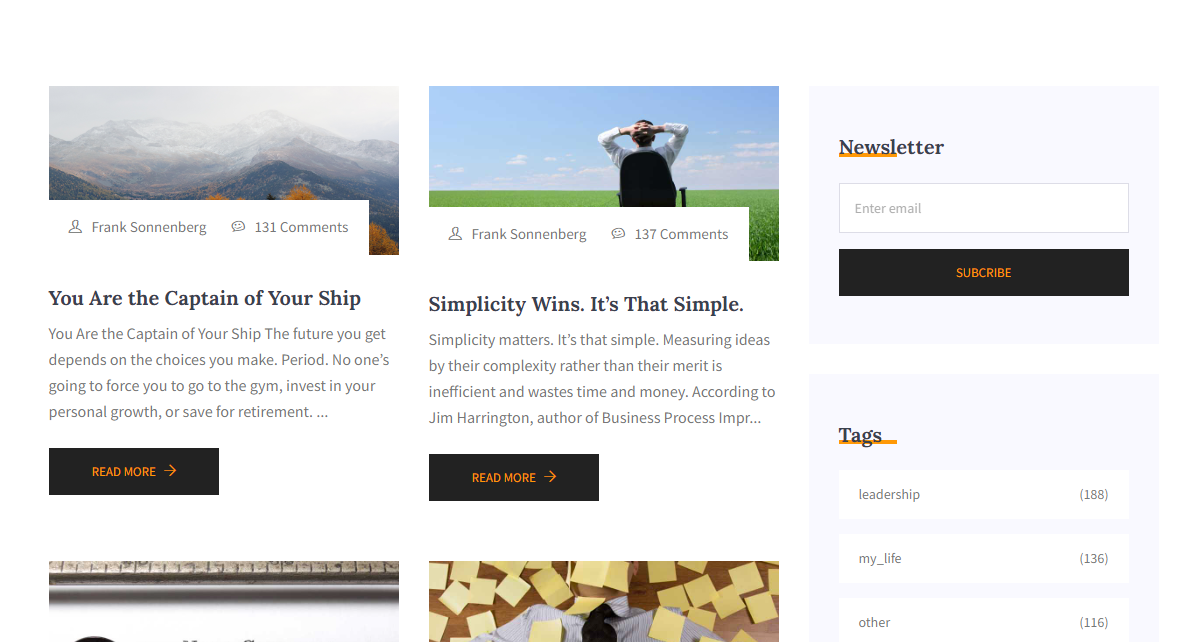 Frank Sonnenberg 131 Comments
You Are the Captain of Your Ship
You Are the Captain of Your Ship The future you get
depends on the choices you make. Period. No one’s
going to force you to go to the gym, invest in your
personal growth, or save for retirement. ...
READ MORE
Frank Sonnenberg 137 Comments
Simplicity Wins. It’s That Simple.
Simplicity matters. It’s that simple. Measuring ideas
by their complexity rather than their merit is
inefficient and wastes time and money. According to
Jim Harrington, author of Business Process Impr...
READ MORE
Newsletter
Enter email
SUBCRIBE
Tags
leadership (188)
my_life (136)
other (116)